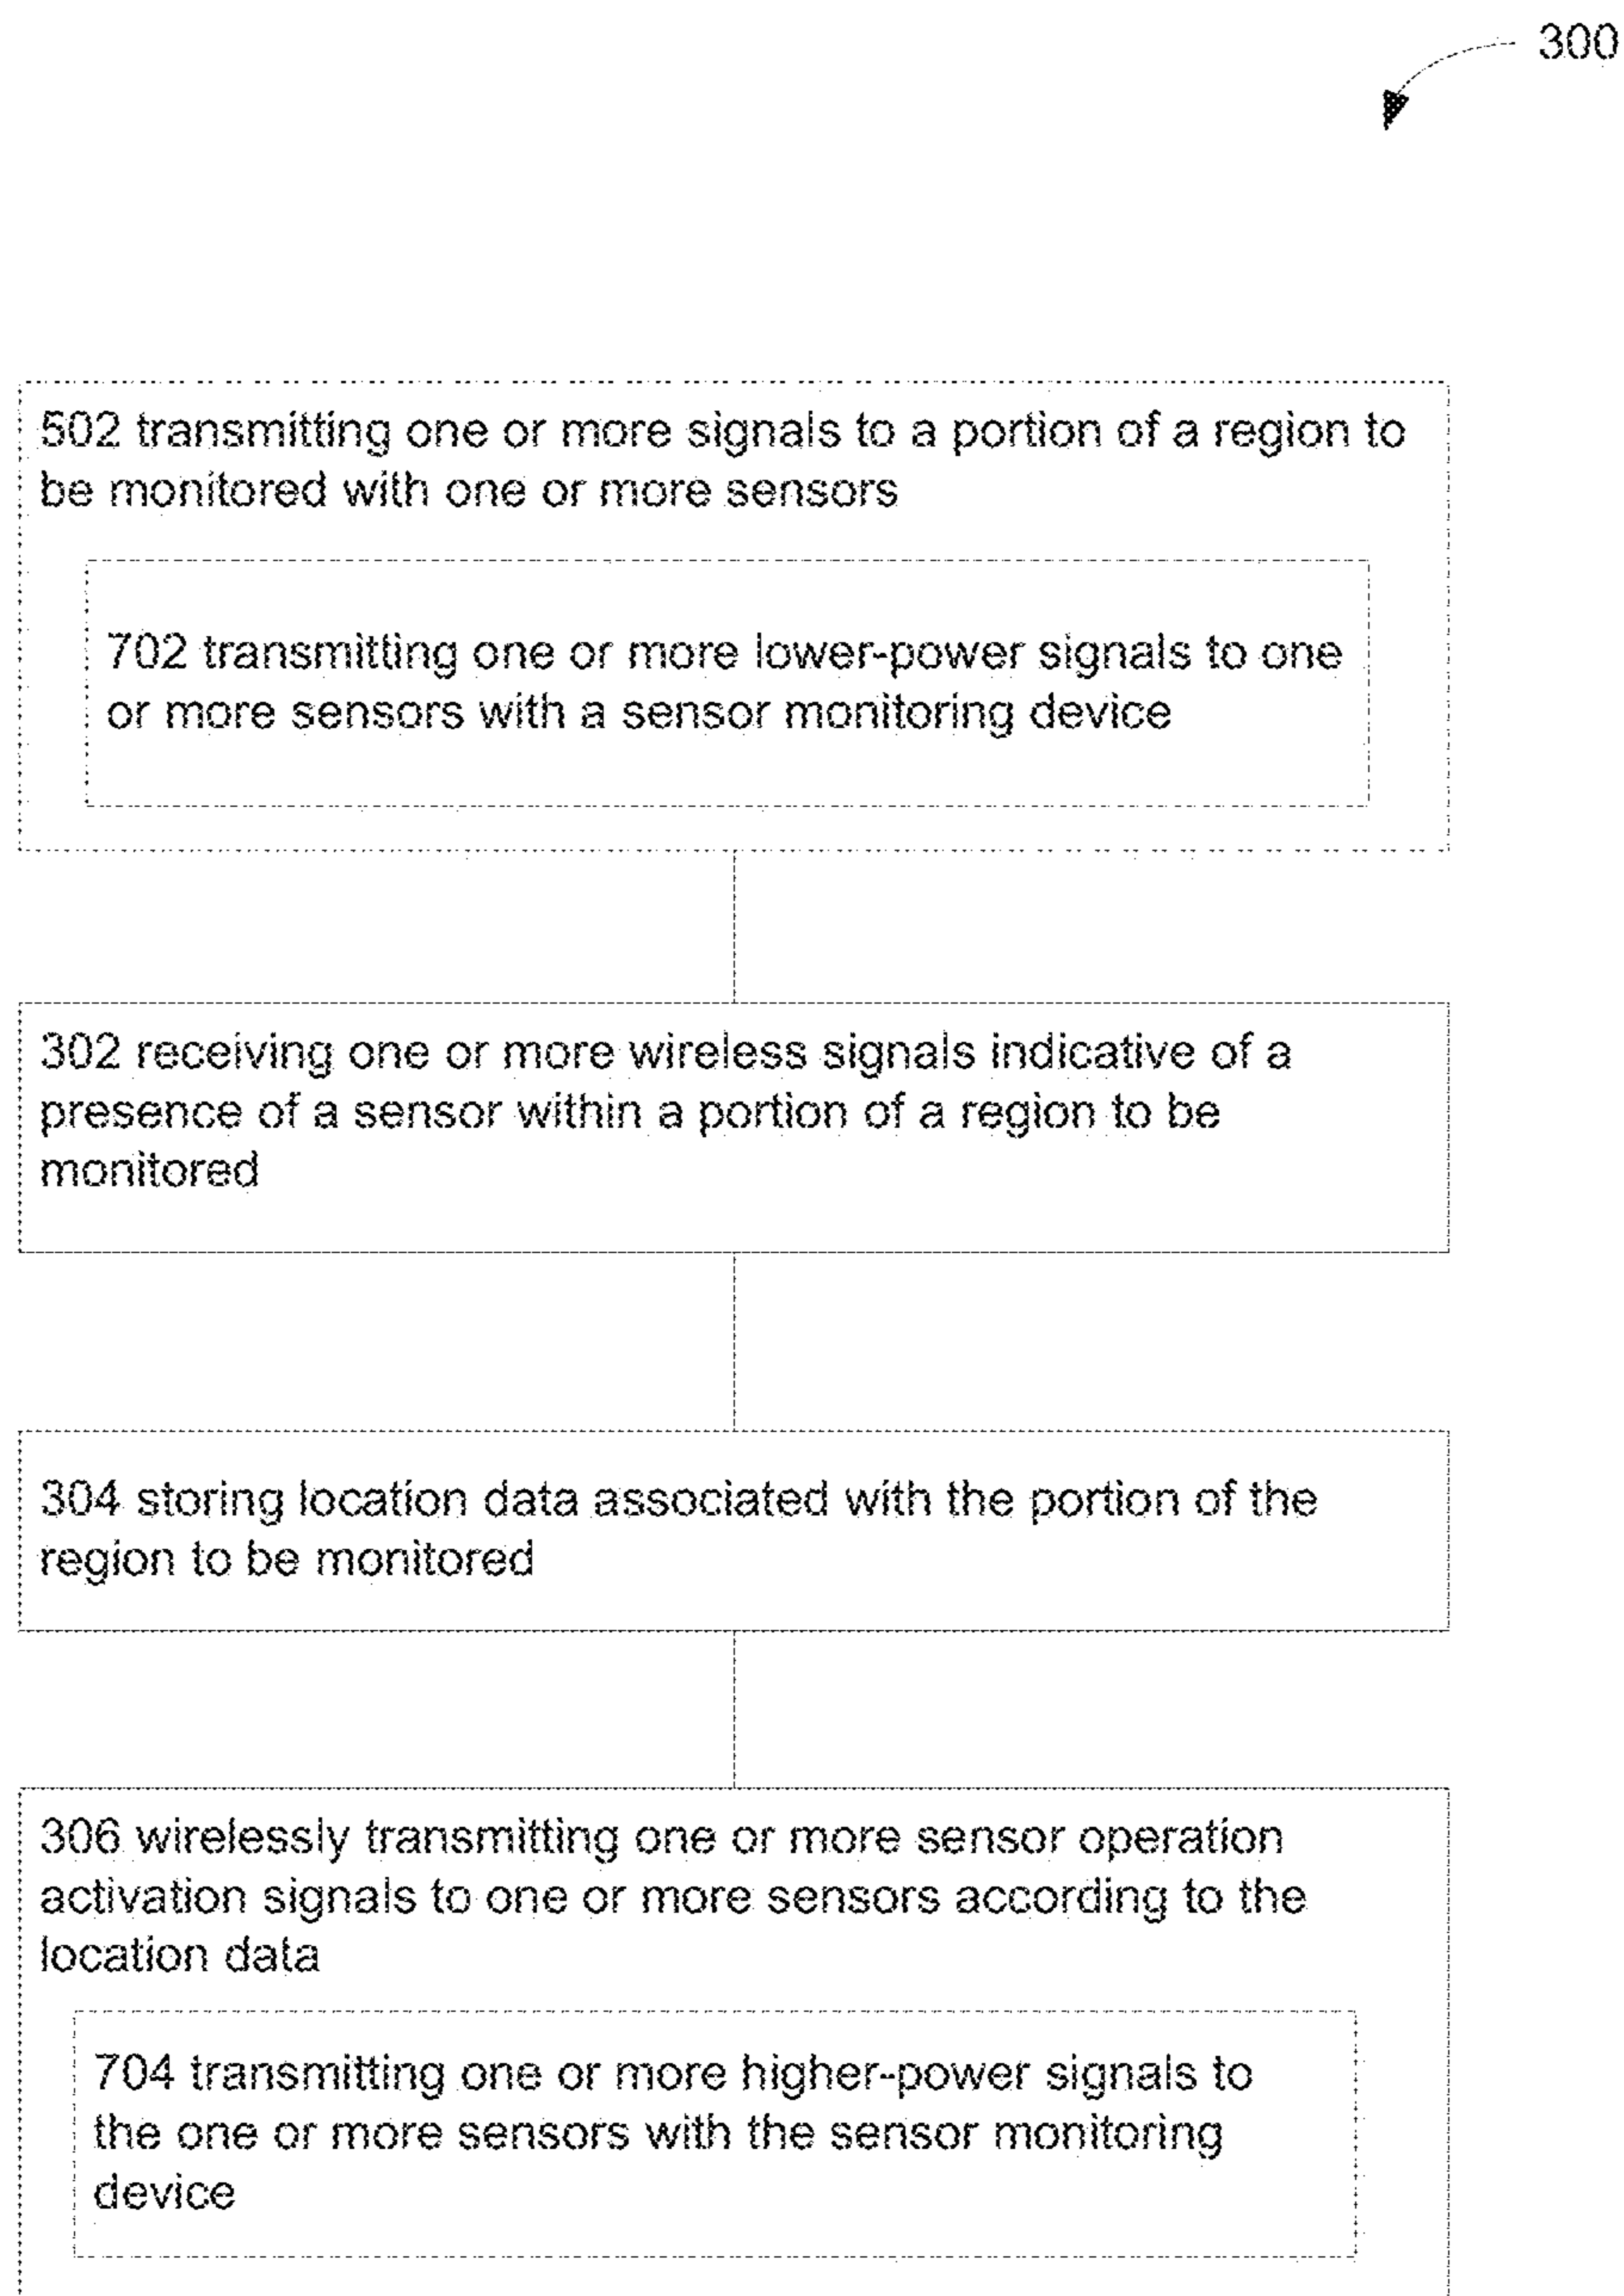 300
502 transmitting one or more signals to a portion of a region to
be monitored with one or more sensors
702 transmitting one or more lower-power signals to one
or more sensors with a sensor monitoring device
302 receiving one or more wireless signals indicative of a
presence of a sensor within a portion of a region to be
monitored
304 storing location data associated with the portion of the
region to be monitored
306 wirelessly transmitting one or more sensor operation
activation signals to one or more sensors according to the
location data
704 transmitting one or more higher-power signals to
the one or more sensors with the sensor monitoring
device